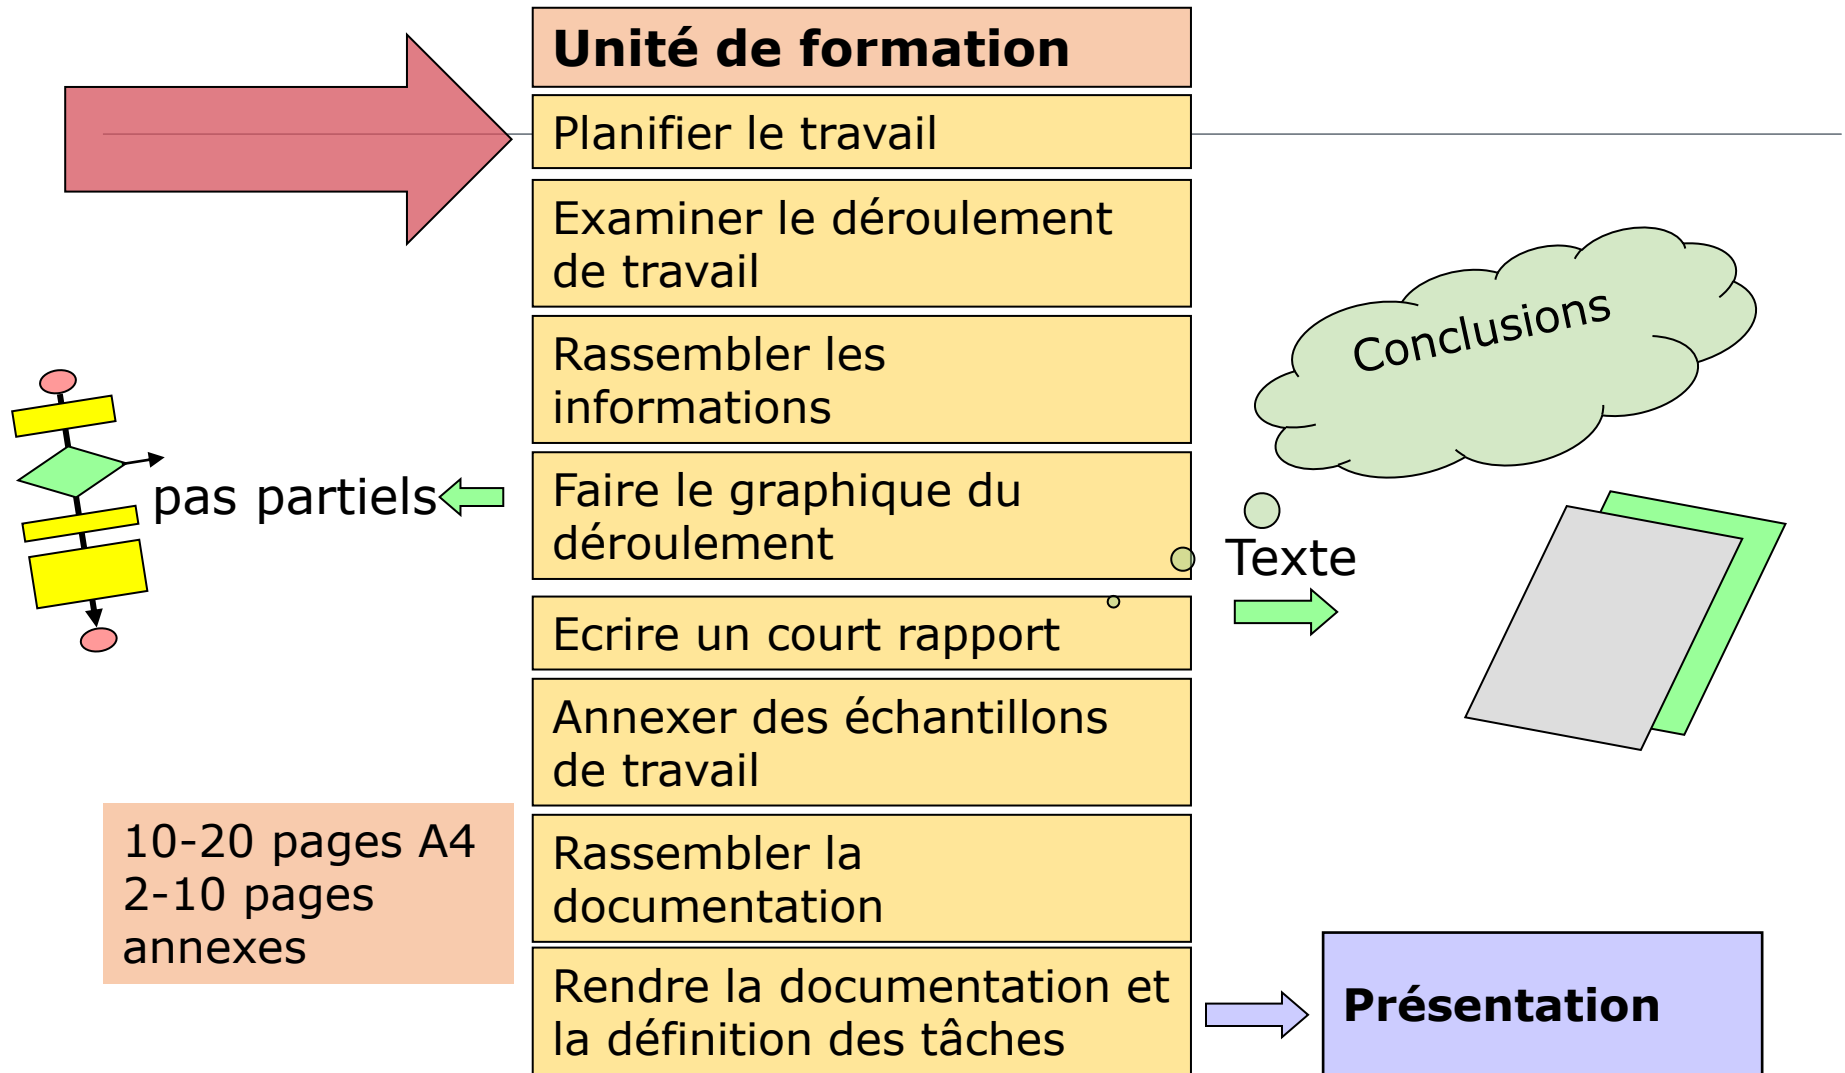 Unité de formation
Planifier le travail
Examiner le déroulement
de travail
Rassembler les
informations
Conclusions
pas partiels
Faire le graphique du
déroulement
Texte
Ecrire un court rapport
Annexer des échantillons
de travail
10-20 pages A4
2-10 pages
annexes
Rassembler la
documentation
Rendre la documentation et
la définition des tâches
Présentation